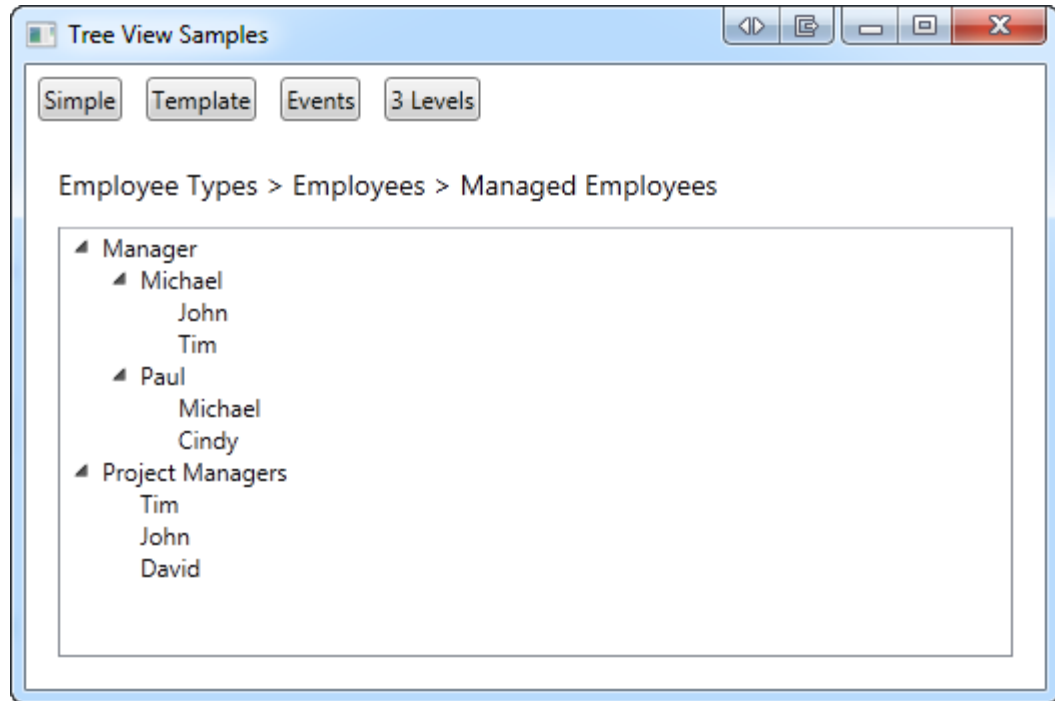 Tree View Samples
Simple Template Events 3 Levels
Employee Types > Employees > Managed Employees
Manager
Michael
John
Tim
Paul
Michael
Cindy
Project Managers
Tim
John
David